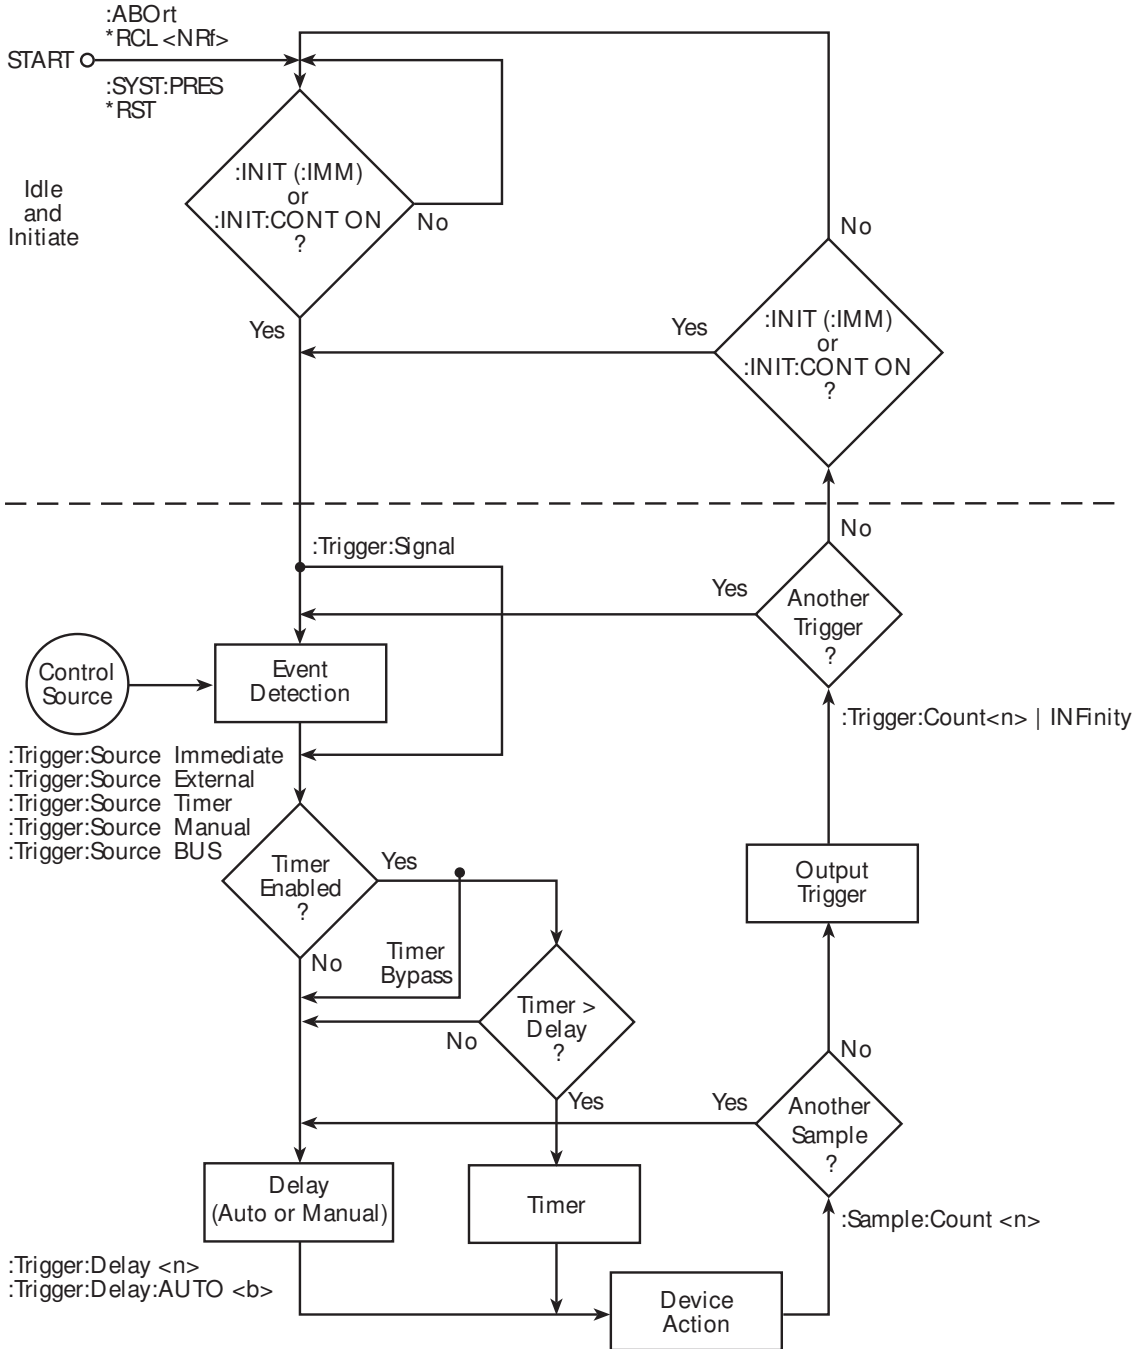 :ABOrt
*RCL <NRf>
START
:SYST:PRES
*RST
Idle
and
Initiate
:INIT (:IMM)
or
:INIT:CONT ON
?
No
Yes
No
:INIT (:IMM)
or
:INIT:CONT ON
?
Yes
No
:Trigger:Signal
Another
Trigger
?
Yes
Control
Source
Event
Detection
:Trigger:Count<n> | INFinity
:Trigger:Source Immediate
:Trigger:Source External
:Trigger:Source Timer
:Trigger:Source Manual
:Trigger:Source BUS
Timer
Enabled
?
Yes
No
Timer
Bypass
Output
Trigger
Timer >
Delay
?
No
Yes
No
Another
Sample
?
Yes
Delay
(Auto or Manual)
Timer
:Sample:Count <n>
:Trigger:Delay <n>
:Trigger:Delay:AUTO <b>
Device
Action